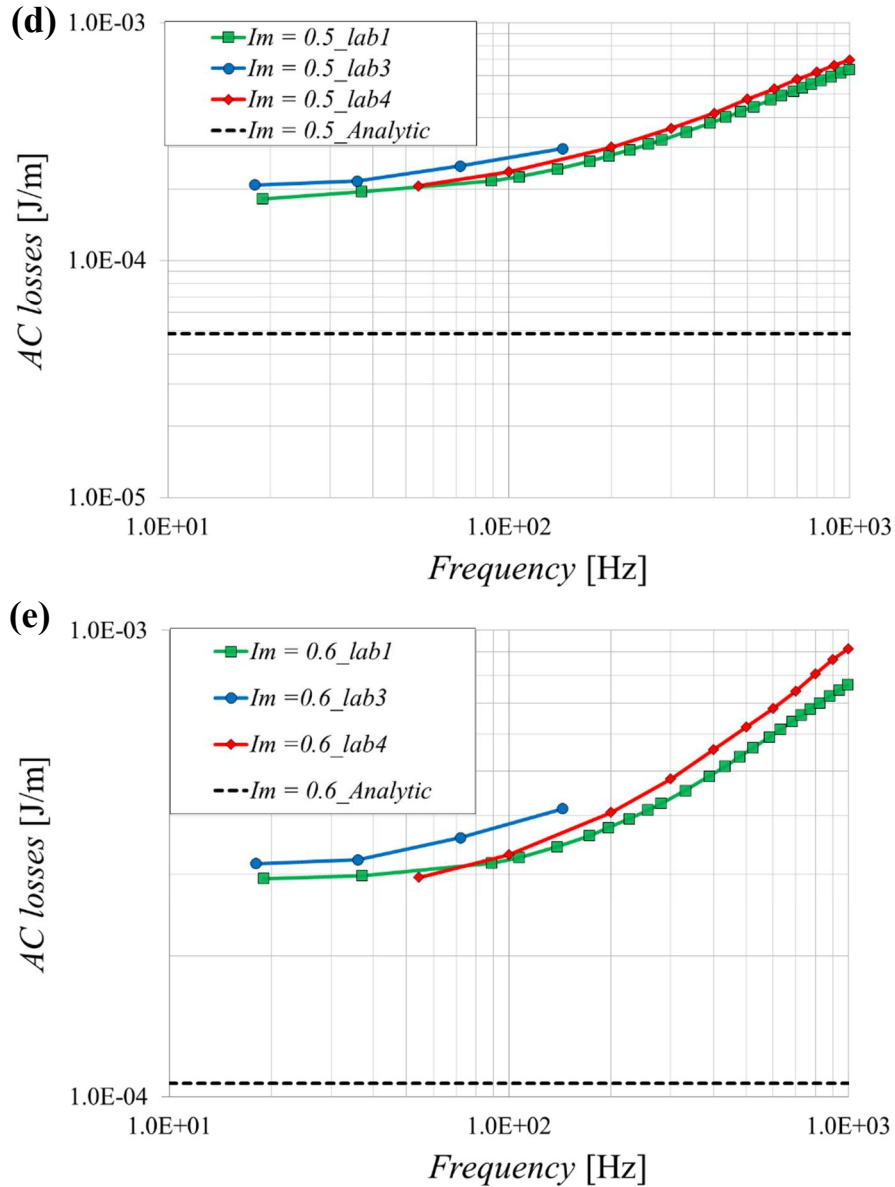 (d)
1.0E-03
Im = 0.5_lab1
Im = 0.5_lab3
Im = 0.5_lab4
Im = 0.5_Analytic
AC losses [J/m]
1.0E-04
1.0E-05
1.0E+01
1.0E+02
1.0E+03
Frequency [Hz]
(e)
1.0E-03
Im = 0.6_lab1
Im =0.6_lab3
Im =0.6_lab4
Im = 0.6_Analytic
AC losses [J/m]
1.0E-04
1.0E+01
1.0E+02
1.0E+03
Frequency [Hz]